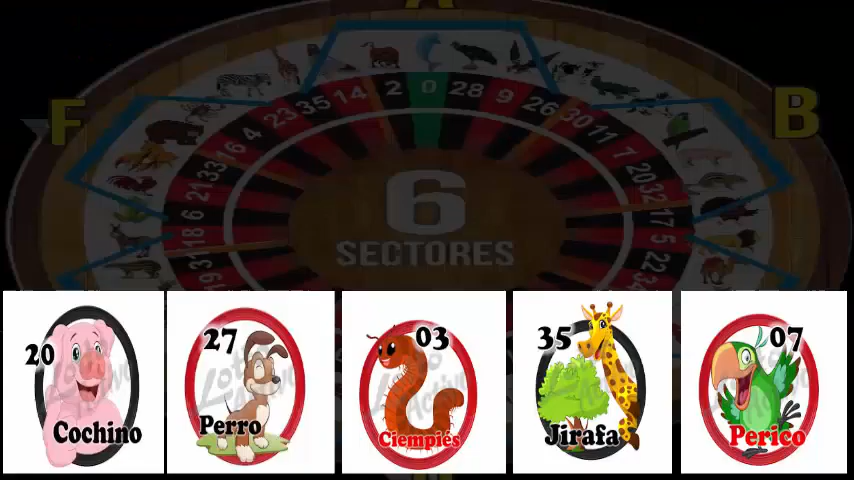 A
F
B
23 35 14 2 0 28 9 26 30 11
4
16
33
21
6
18
31
19
7
20
32
17
5
22
34
6
SECTORES
20
Cochino
27
Perro
03
Ciempiés
35
Jirafa
07
Perico